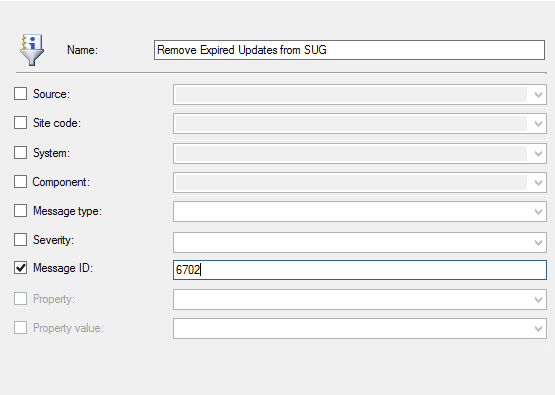 Name: Remove Expired Updates from SUG
Source:
Site code:
System:
Component:
Message type:
Severity:
Message ID: 6702
Property:
Property value: